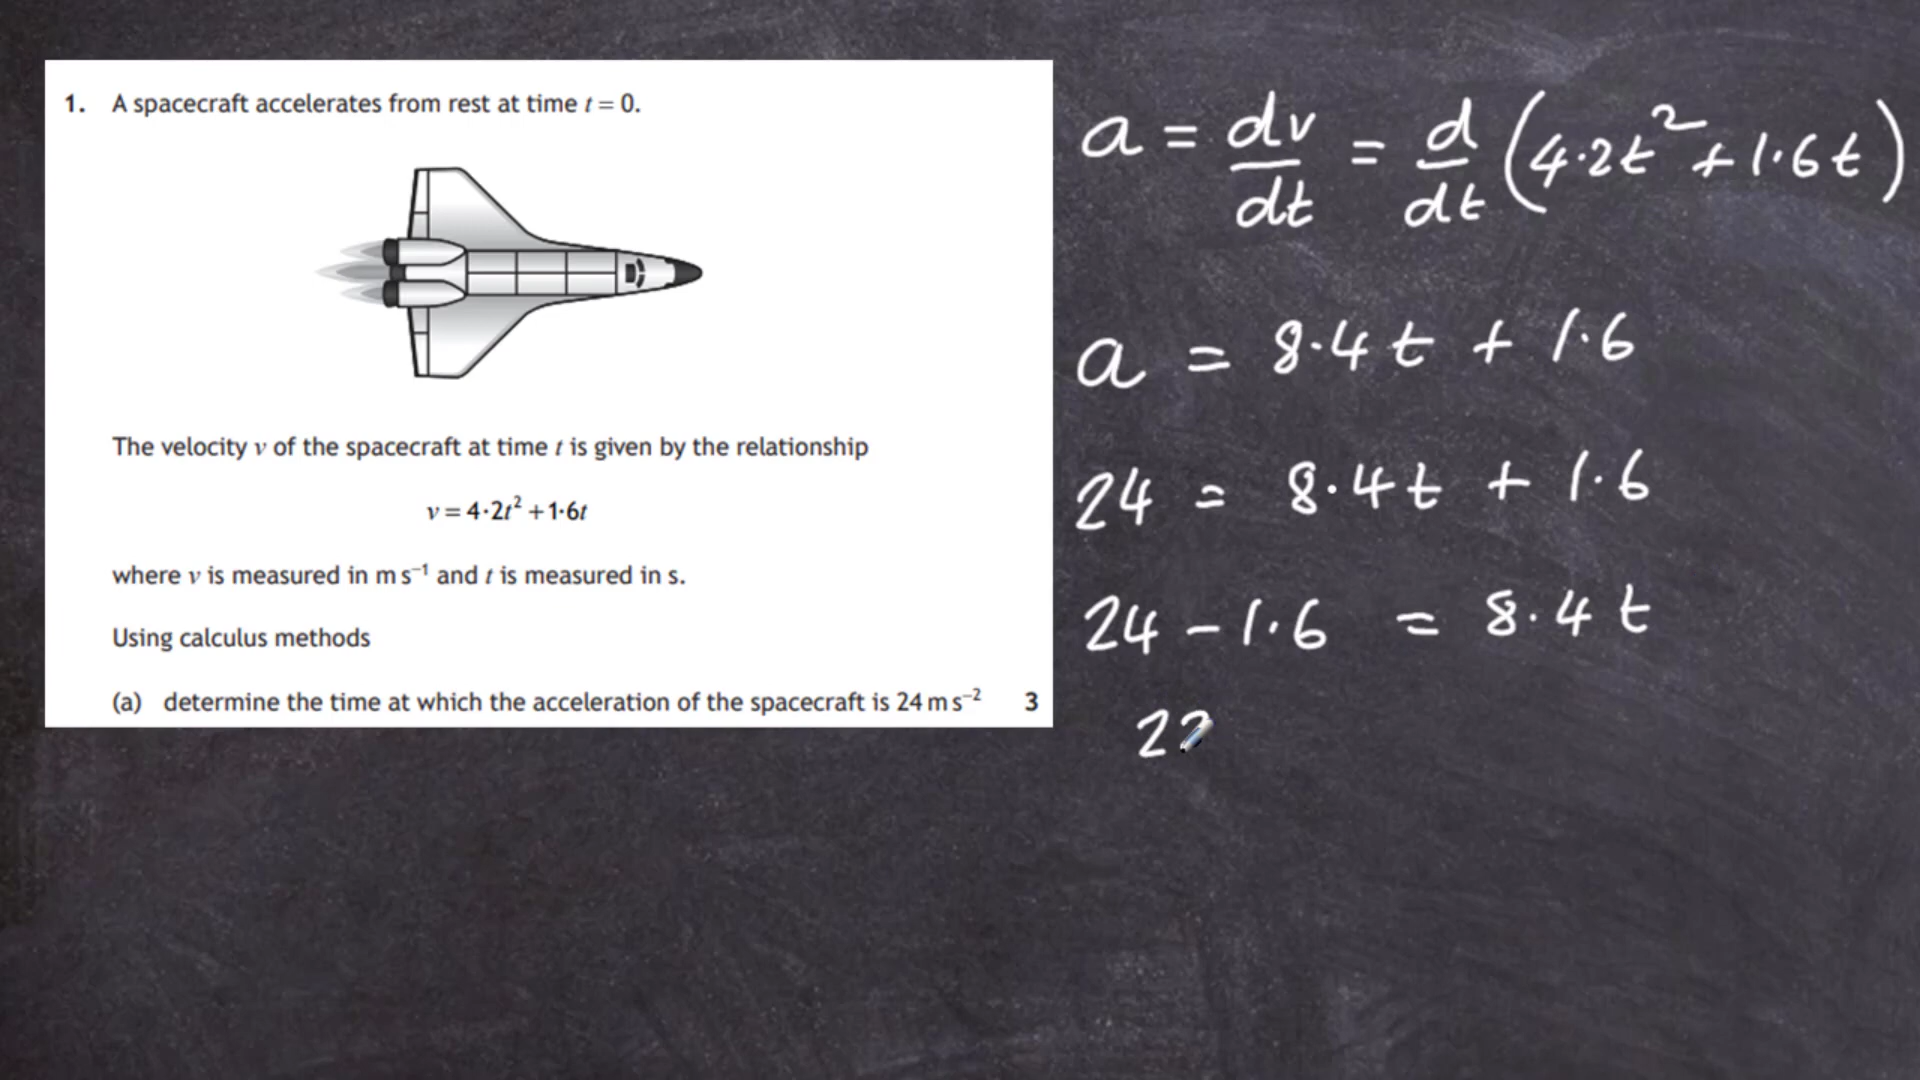 1. A spacecraft accelerates from rest at time t = 0.
The velocity v of the spacecraft at time t is given by the relationship
v = 4·2t² + 1·6t
where v is measured in m s⁻¹ and t is measured in s.
Using calculus methods
(a) determine the time at which the acceleration of the spacecraft is 24 m s⁻² 3
a = dv/dt = d/dt (4·2t² + 1·6t)
a = 8·4t + 1·6
24 = 8·4t + 1·6
24 − 1·6 = 8·4t
22